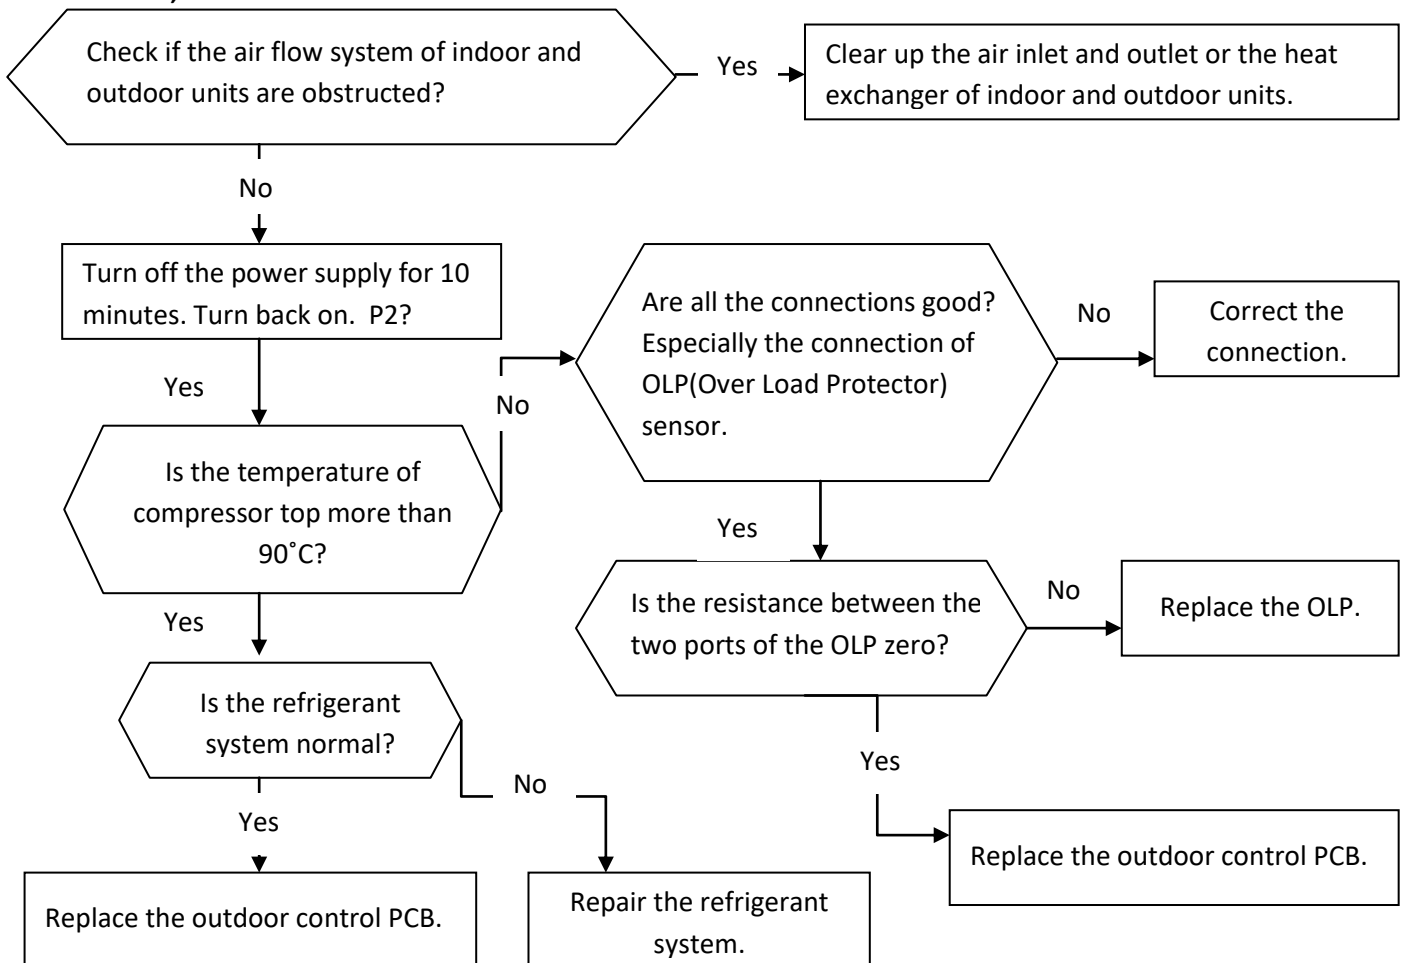 Check if the air flow system of indoor and
outdoor units are obstructed?
Yes
Clear up the air inlet and outlet or the heat
exchanger of indoor and outdoor units.
No
Turn off the power supply for 10
minutes. Turn back on.  P2?
Are all the connections good?
Especially the connection of
OLP(Over Load Protector)
sensor.
No
Correct the
connection.
Yes
No
Is the temperature of
compressor top more than
90˚C?
Yes
Is the resistance between the
two ports of the OLP zero?
No
Replace the OLP.
Yes
Is the refrigerant
system normal?
No
Yes
Yes
Replace the outdoor control PCB.
Replace the outdoor control PCB.
Repair the refrigerant
system.